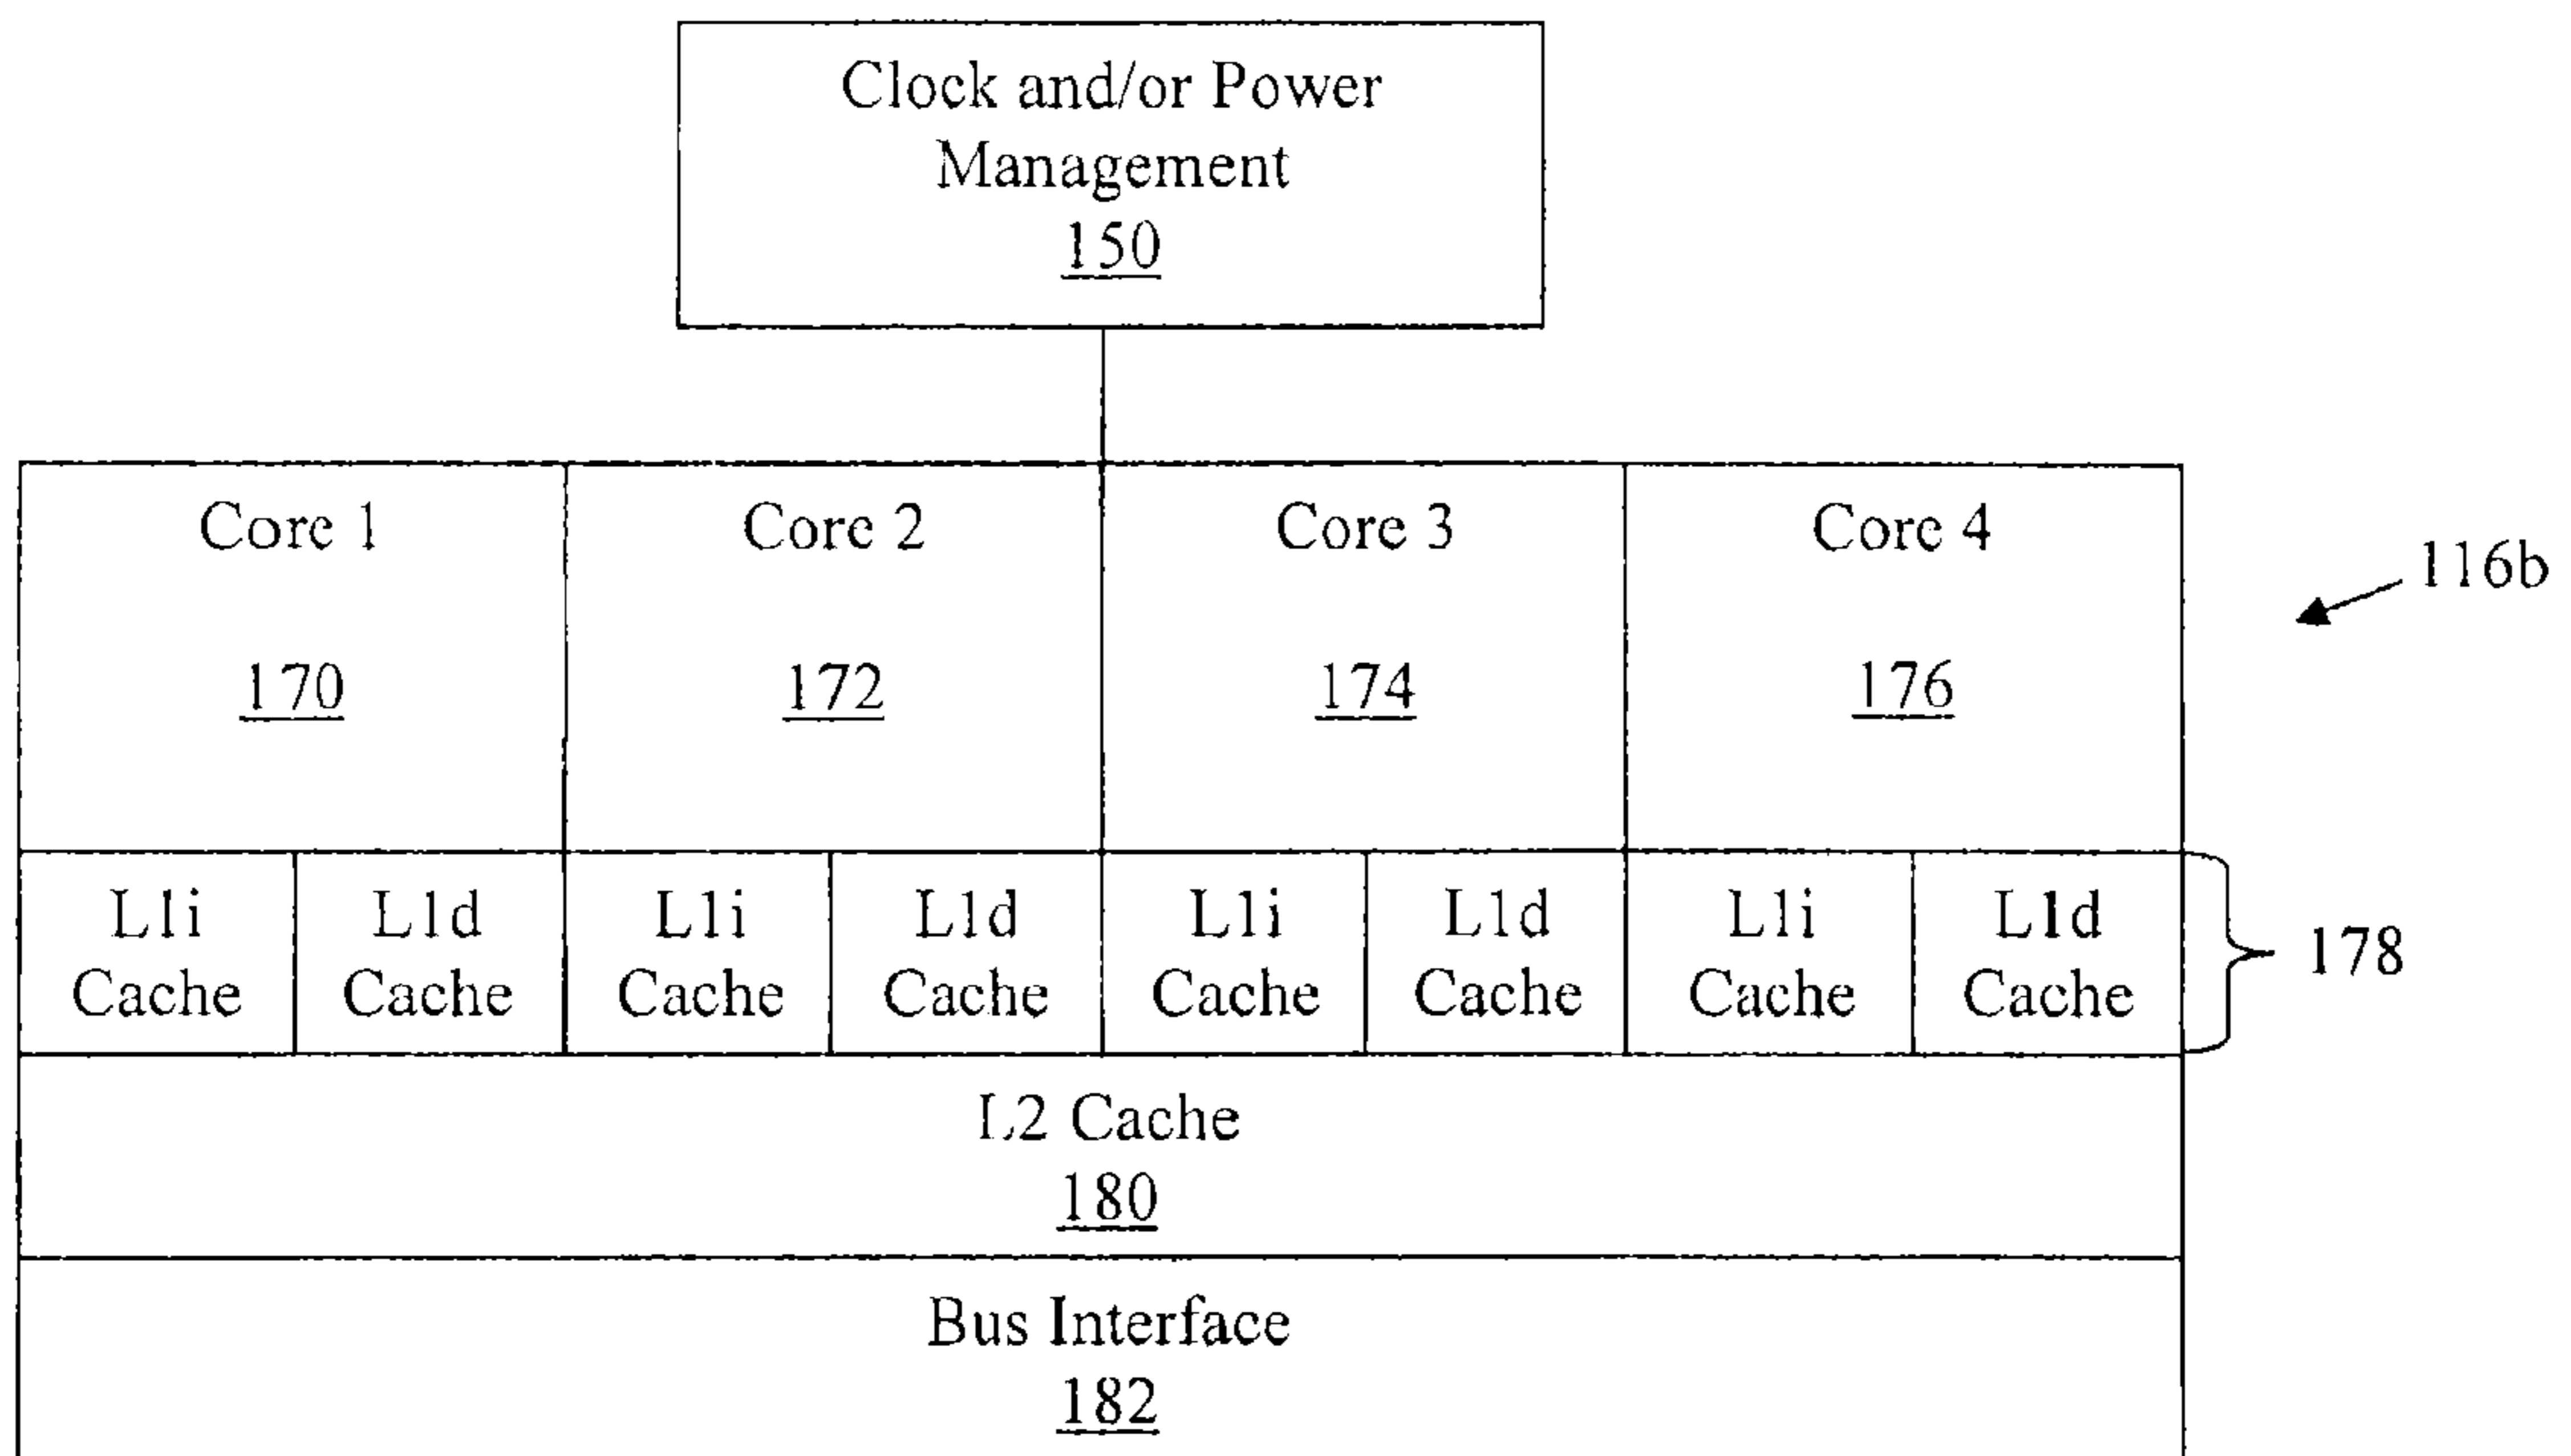 Clock and/or Power
Management
150
Core 1
Core 2
Core 3
Core 4
116b
170
172
174
176
L1i
Cache
L1d
Cache
L1i
Cache
L1d
Cache
L1i
Cache
L1d
Cache
L1i
Cache
L1d
Cache
178
L2 Cache
180
Bus Interface
182